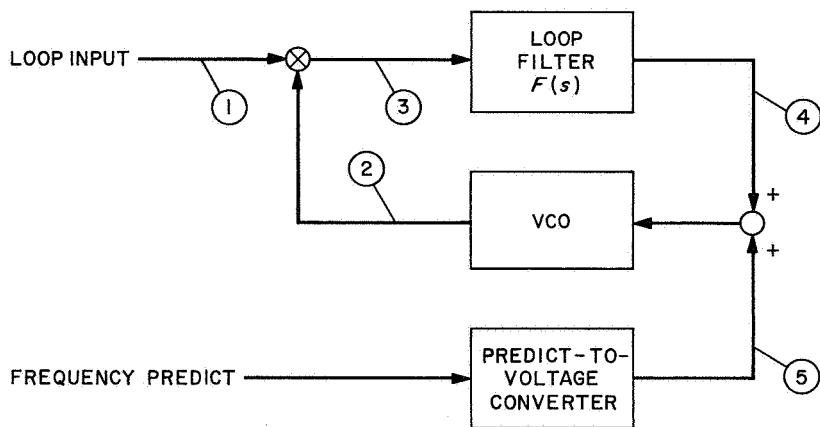 LOOP INPUT
1
3
LOOP
FILTER
F(s)
4
2
VCO
+
+
FREQUENCY PREDICT
PREDICT-TO-
VOLTAGE
CONVERTER
5